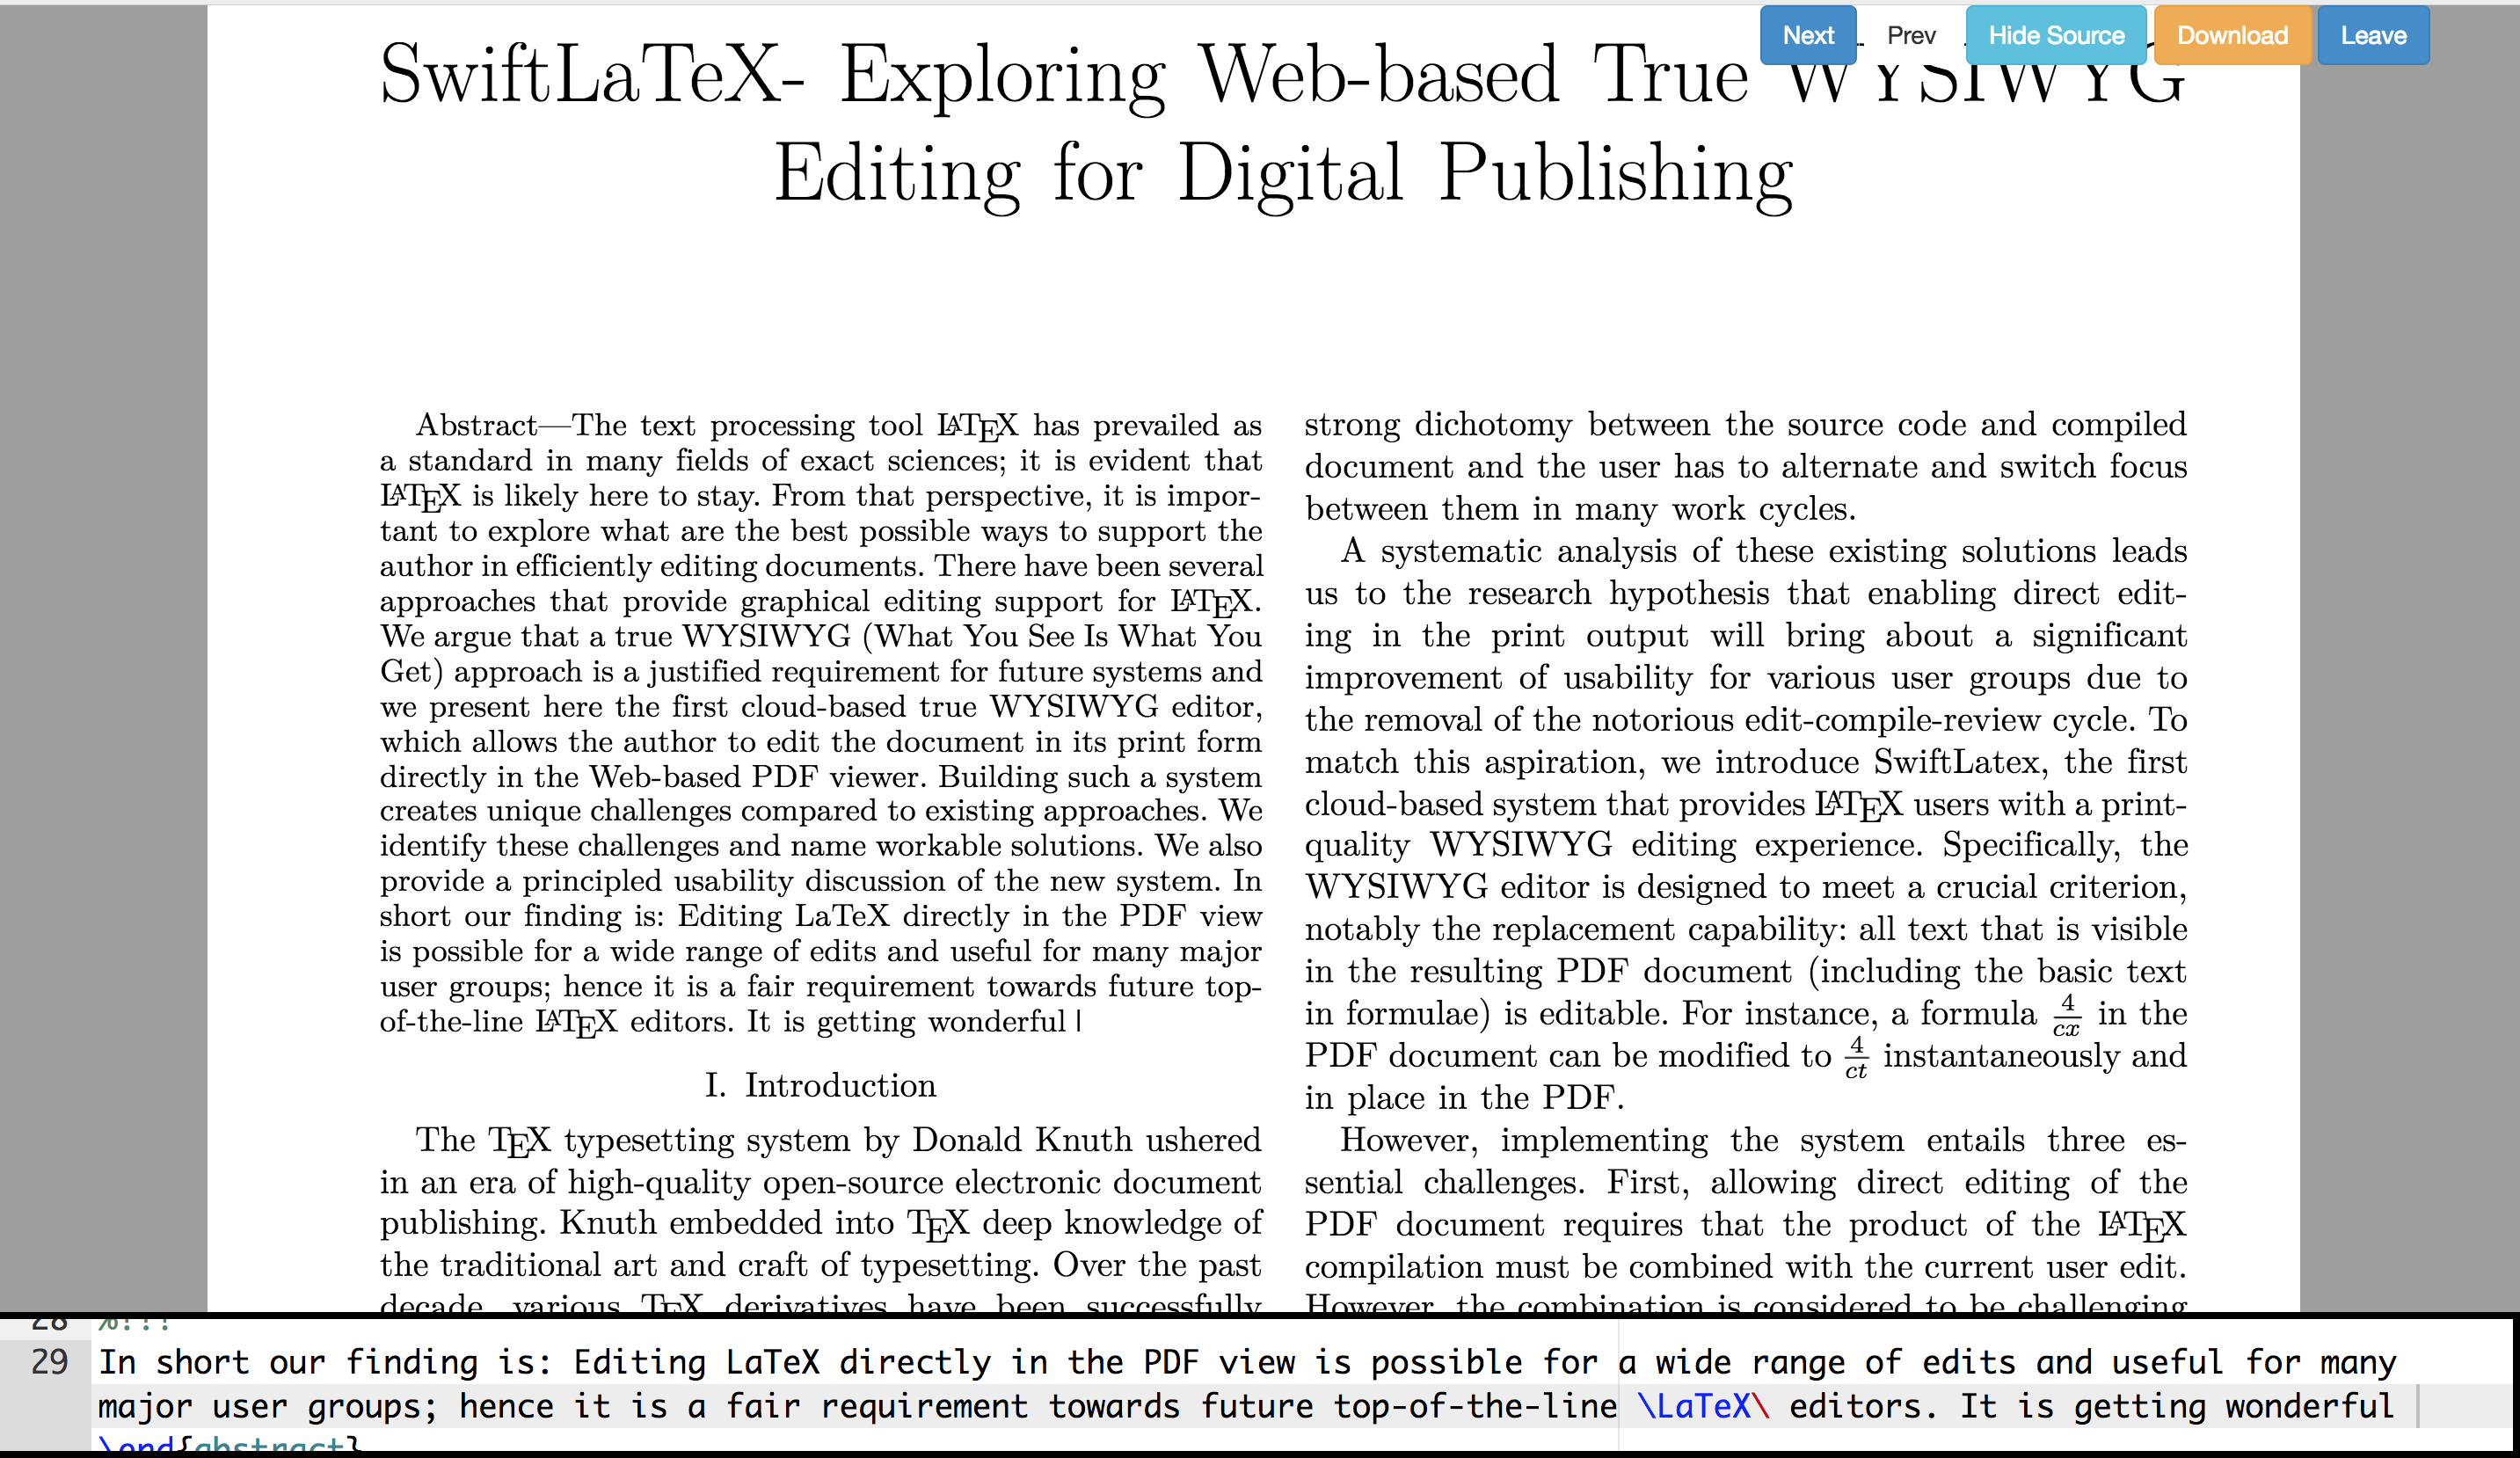 Next Prev Hide Source Download Leave
SwiftLaTeX- Exploring Web-based True WYSIWYG
Editing for Digital Publishing
Abstract—The text processing tool LATEX has prevailed as
a standard in many fields of exact sciences; it is evident that
LATEX is likely here to stay. From that perspective, it is impor-
tant to explore what are the best possible ways to support the
author in efficiently editing documents. There have been several
approaches that provide graphical editing support for LATEX.
We argue that a true WYSIWYG (What You See Is What You
Get) approach is a justified requirement for future systems and
we present here the first cloud-based true WYSIWYG editor,
which allows the author to edit the document in its print form
directly in the Web-based PDF viewer. Building such a system
creates unique challenges compared to existing approaches. We
identify these challenges and name workable solutions. We also
provide a principled usability discussion of the new system. In
short our finding is: Editing LaTeX directly in the PDF view
is possible for a wide range of edits and useful for many major
user groups; hence it is a fair requirement towards future top-
of-the-line LATEX editors. It is getting wonderful
I. Introduction
The TEX typesetting system by Donald Knuth ushered
in an era of high-quality open-source electronic document
publishing. Knuth embedded into TEX deep knowledge of
the traditional art and craft of typesetting. Over the past
decade, various TEX derivatives have been successfully
strong dichotomy between the source code and compiled
document and the user has to alternate and switch focus
between them in many work cycles.
A systematic analysis of these existing solutions leads
us to the research hypothesis that enabling direct edit-
ing in the print output will bring about a significant
improvement of usability for various user groups due to
the removal of the notorious edit-compile-review cycle. To
match this aspiration, we introduce SwiftLatex, the first
cloud-based system that provides LATEX users with a print-
quality WYSIWYG editing experience. Specifically, the
WYSIWYG editor is designed to meet a crucial criterion,
notably the replacement capability: all text that is visible
in the resulting PDF document (including the basic text
in formulae) is editable. For instance, a formula 4/cx in the
PDF document can be modified to 4/ct instantaneously and
in place in the PDF.
However, implementing the system entails three es-
sential challenges. First, allowing direct editing of the
PDF document requires that the product of the LATEX
compilation must be combined with the current user edit.
However, the combination is considered to be challenging
28 %!!!
29 In short our finding is: Editing LaTeX directly in the PDF view is possible for a wide range of edits and useful for many
major user groups; hence it is a fair requirement towards future top-of-the-line \LaTeX\ editors. It is getting wonderful
\end{abstract}